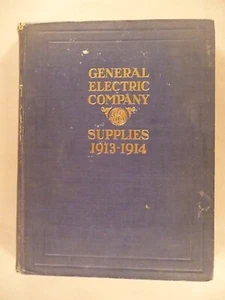 GENERAL
ELECTRIC
COMPANY
SUPPLIES
1913-1914